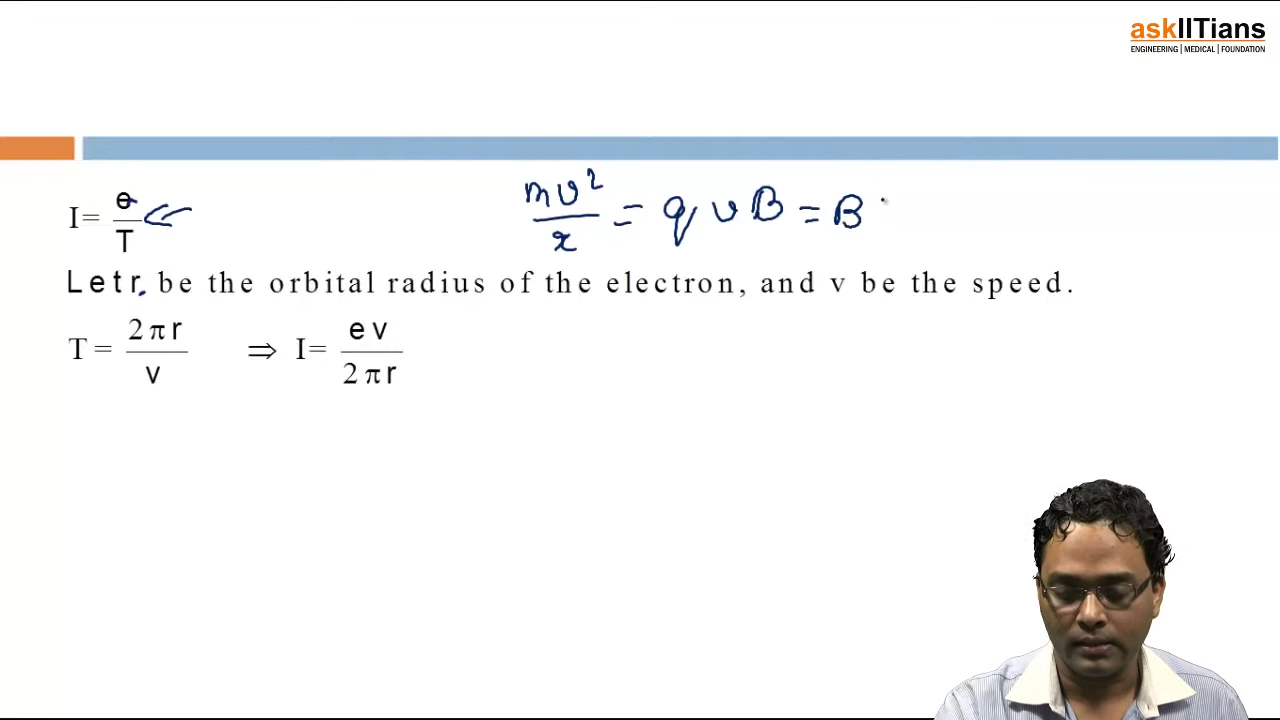 askIITians
ENGINEERING | MEDICAL | FOUNDATION
I= e/T
mv²/r = qvB = B
Let r be the orbital radius of the electron, and v be the speed.
T= 2πr/v ⇒ I= ev/2πr